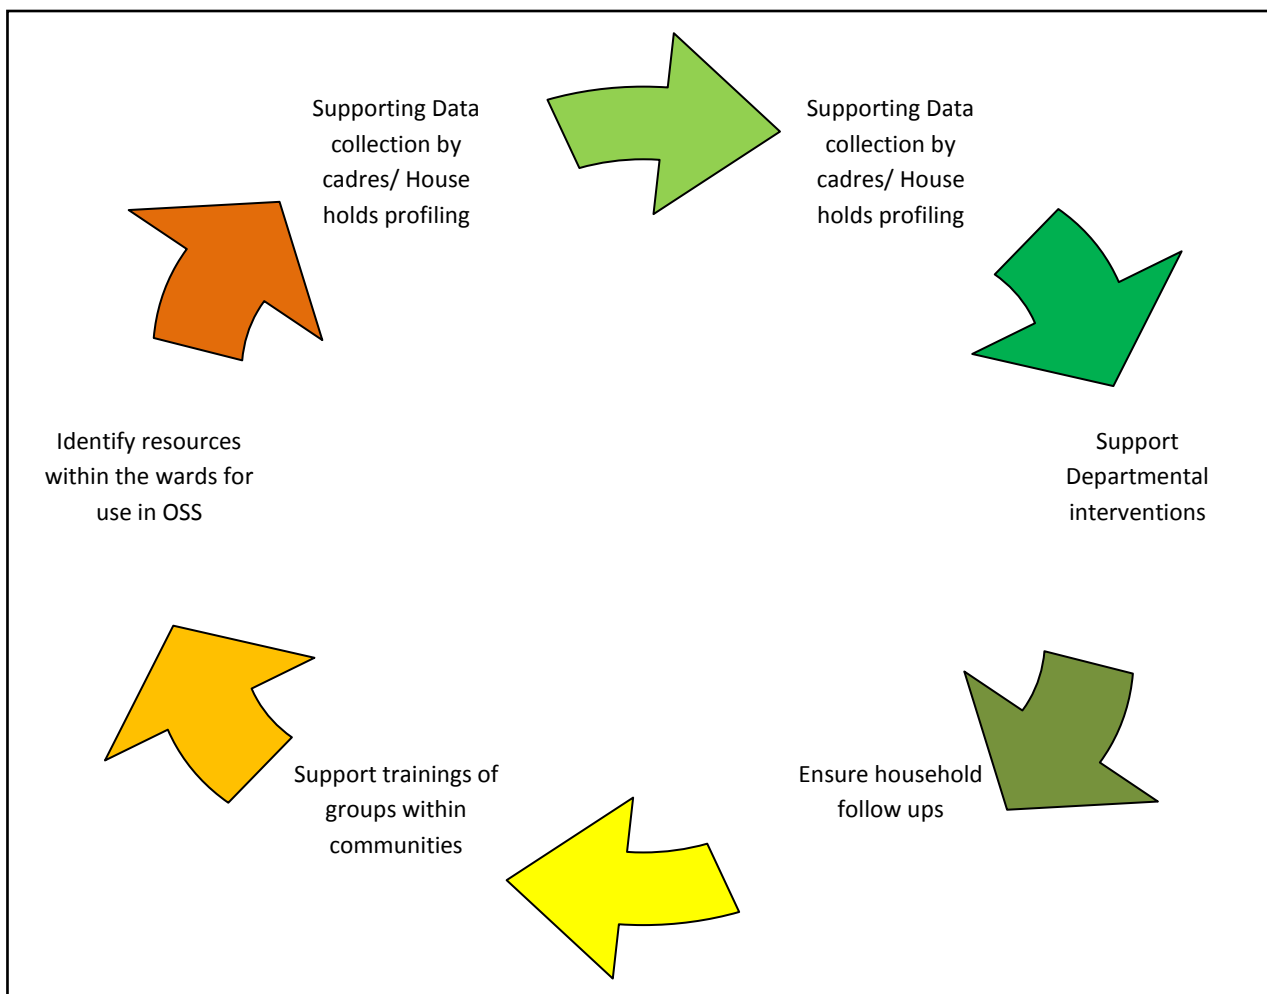 Supporting Data
collection by
cadres/ House
holds profiling
Supporting Data
collection by
cadres/ House
holds profiling
Support
Departmental
interventions
Ensure household
follow ups
Support trainings of
groups within
communities
Identify resources
within the wards for
use in OSS